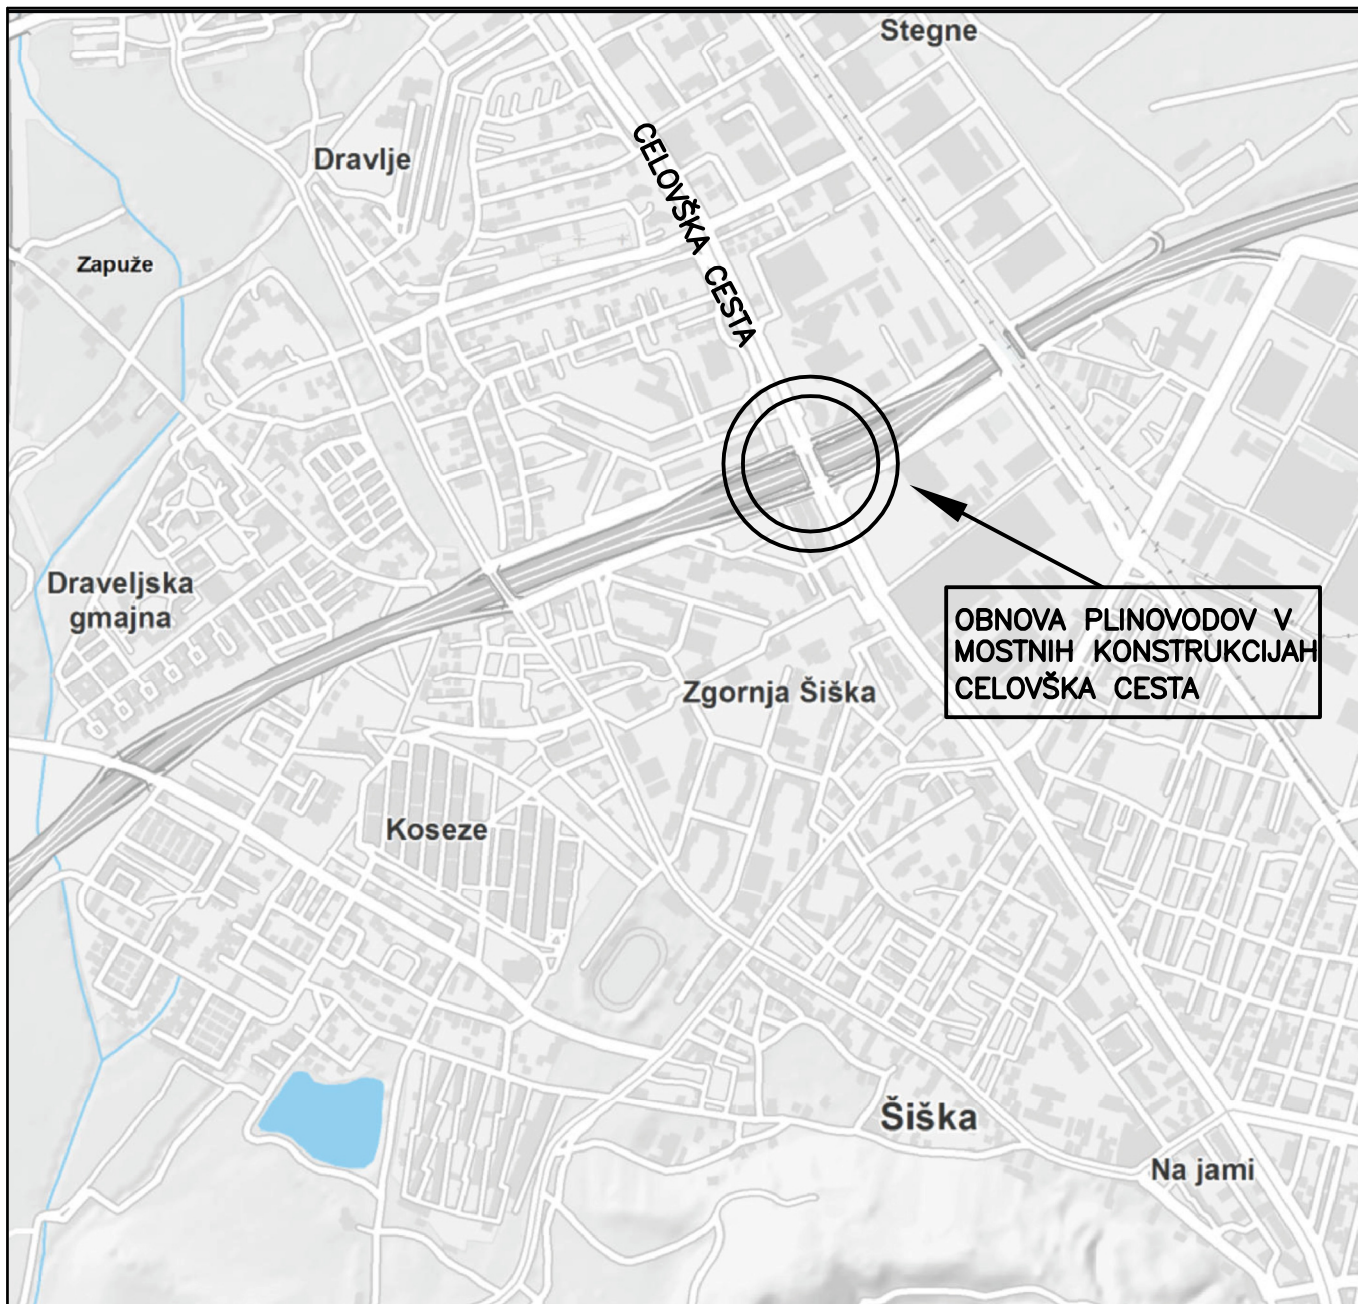 Stegne
CELOVŠKA CESTA
Dravlje
Zapuže
Draveljska
gmajna
OBNOVA PLINOVODOV V
MOSTNIH KONSTRUKCIJAH
CELOVŠKA CESTA
Zgornja Šiška
Koseze
Šiška
Na jami